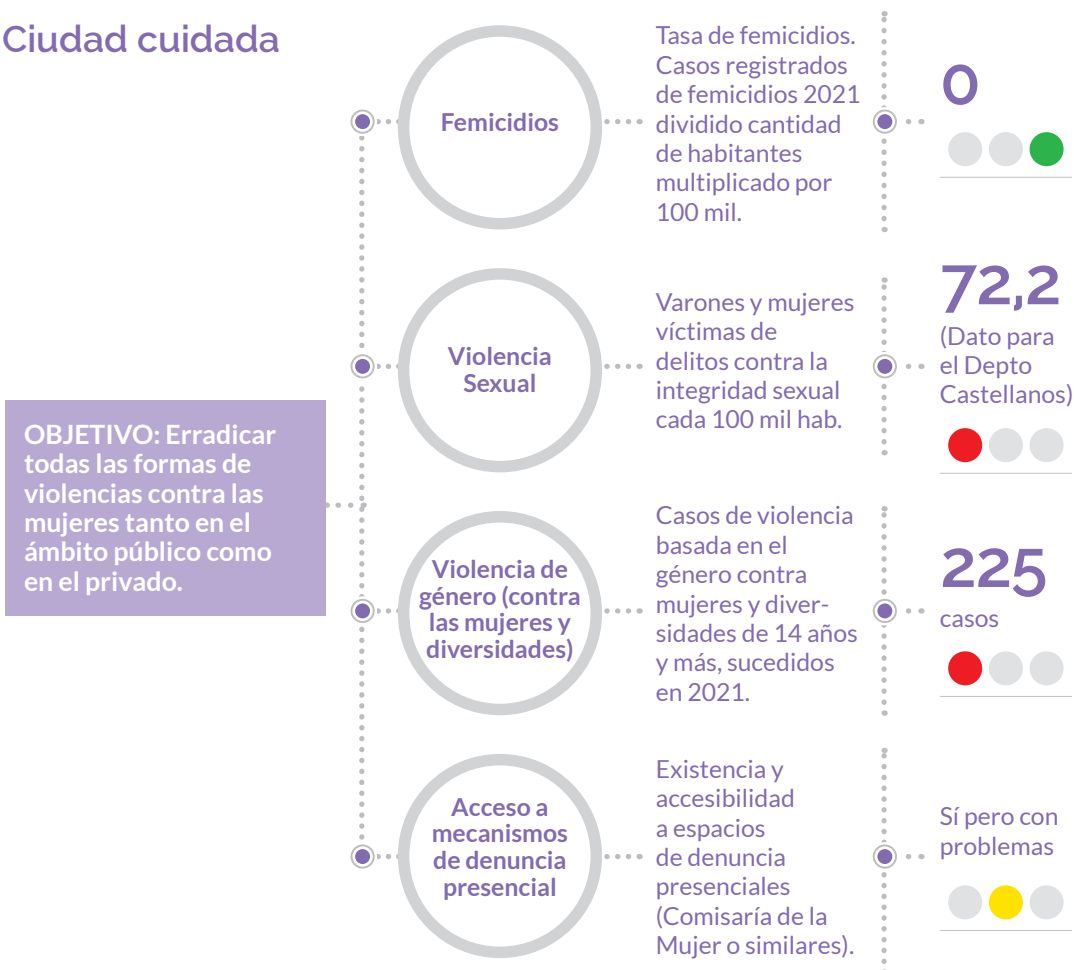 Ciudad cuidada
OBJETIVO: Erradicar
todas las formas de
violencias contra las
mujeres tanto en el
ámbito público como
en el privado.
Femicidios
Tasa de femicidios.
Casos registrados
de femicidios 2021
dividido cantidad
de habitantes
multiplicado por
100 mil.
0
Violencia
Sexual
Varones y mujeres
víctimas de
delitos contra la
integridad sexual
cada 100 mil hab.
72,2
(Dato para
el Depto
Castellanos)
Violencia de
género (contra
las mujeres y
diversidades)
Casos de violencia
basada en el
género contra
mujeres y diver-
sidades de 14 años
y más, sucedidos
en 2021.
225
casos
Acceso a
mecanismos
de denuncia
presencial
Existencia y
accesibilidad
a espacios
de denuncia
presenciales
(Comisaría de la
Mujer o similares).
Sí pero con
problemas